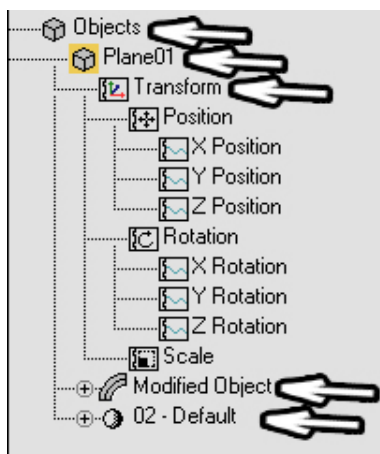 Objects
Plane01
Transform
Position
X Position
Y Position
Z Position
Rotation
X Rotation
Y Rotation
Z Rotation
Scale
Modified Object
02 - Default